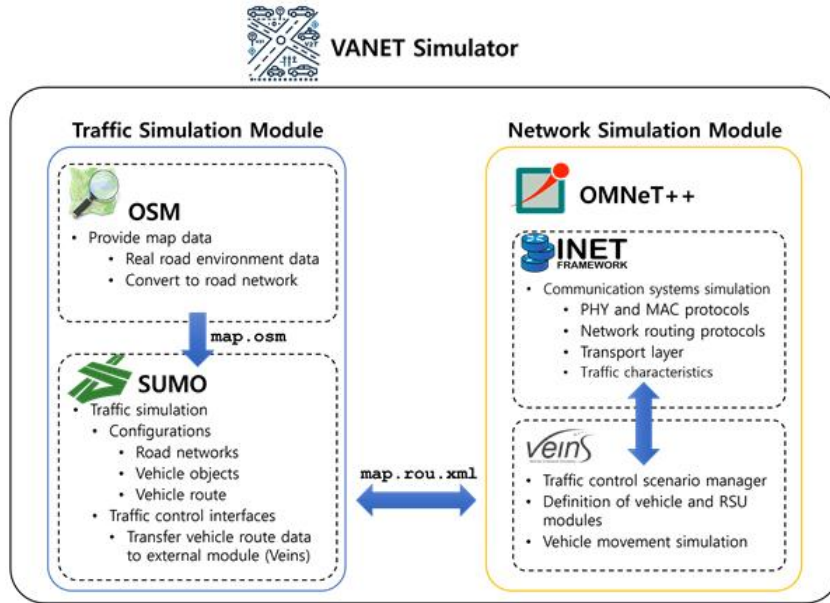 VANET Simulator
Traffic Simulation Module
OSM
• Provide map data
• Real road environment data
• Convert to road network
map.osm
SUMO
• Traffic simulation
• Configurations
• Road networks
• Vehicle objects
• Vehicle route
• Traffic control interfaces
• Transfer vehicle route data
to external module (Veins)
map.rou.xml
Network Simulation Module
OMNeT++
INET
FRAMEWORK
• Communication systems simulation
• PHY and MAC protocols
• Network routing protocols
• Transport layer
• Traffic characteristics
veins
• Traffic control scenario manager
• Definition of vehicle and RSU
modules
• Vehicle movement simulation